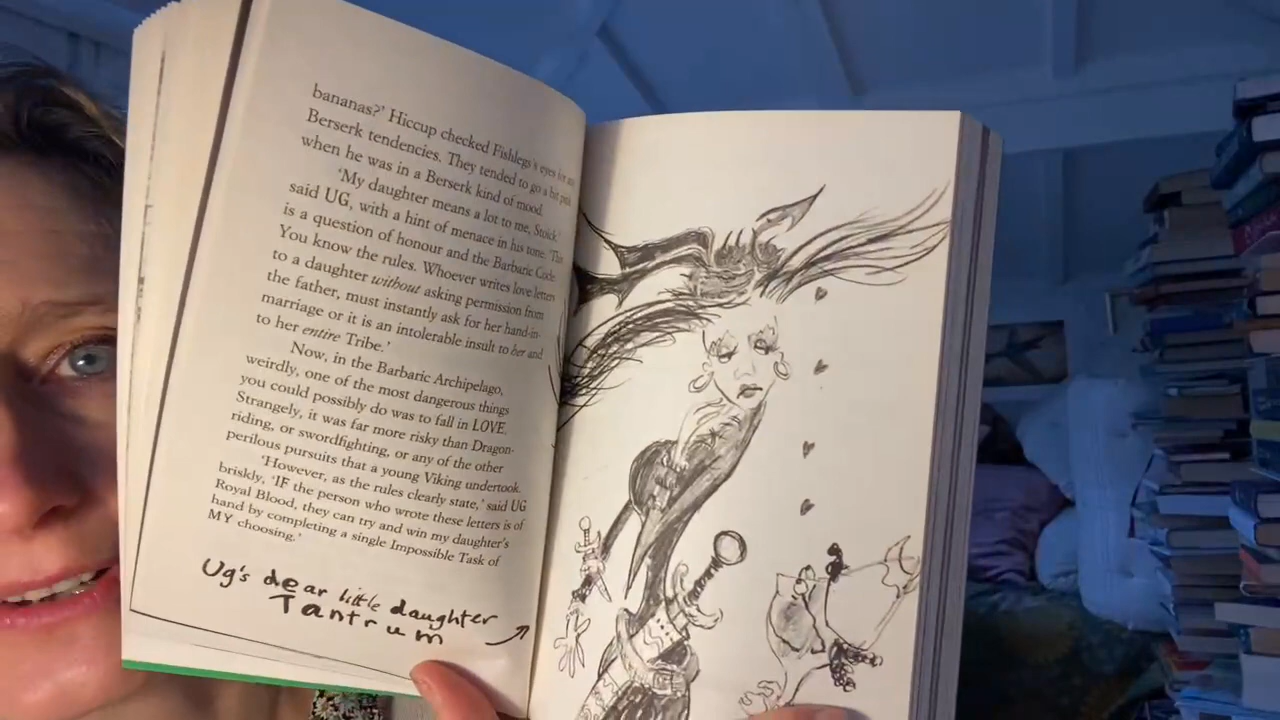 bananas?' Hiccup checked Fishlegs's eyes for any
Berserk tendencies. They tended to go a bit pink
when he was in a Berserk kind of mood.
'My daughter means a lot to me, Stoick,'
said UG, with a hint of menace in his tone. 'This
is a question of honour and the Barbaric Code.
You know the rules. Whoever writes love letters
to a daughter without asking permission from
the father, must instantly ask for her hand-in-
marriage or it is an intolerable insult to her and
to her entire Tribe.'
Now, in the Barbaric Archipelago,
weirdly, one of the most dangerous things
you could possibly do was to fall in LOVE.
Strangely, it was far more risky than Dragon-
riding, or swordfighting, or any of the other
perilous pursuits that a young Viking undertook.
'However, as the rules clearly state,' said UG
briskly, 'IF the person who wrote these letters is of
Royal Blood, they can try and win my daughter's
hand by completing a single Impossible Task of
MY choosing.'
Ug's dear little daughter
Tantrum